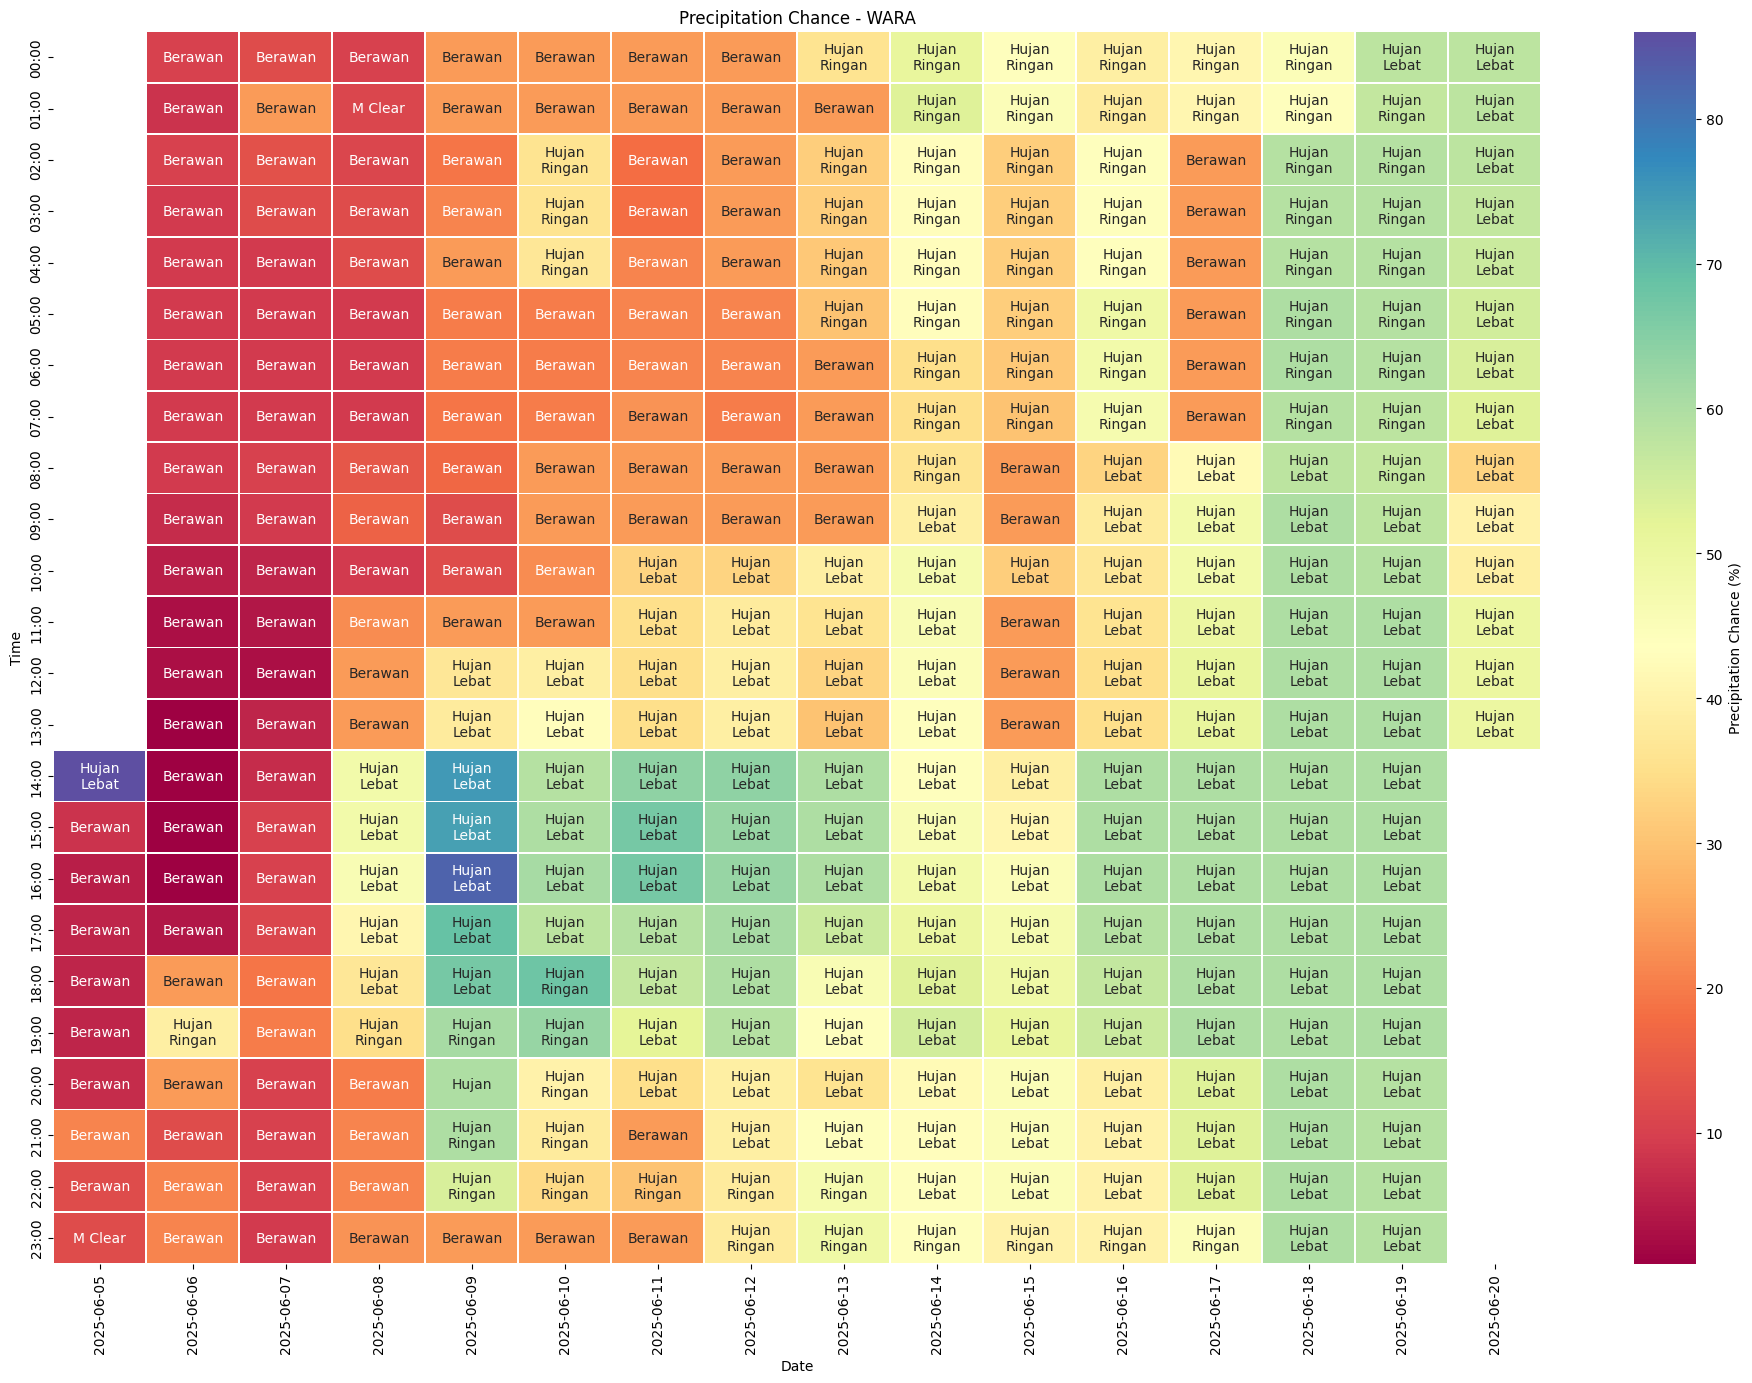 Precipitation Chance - WARA
00:00 Berawan Berawan Berawan Berawan Berawan Berawan Berawan Hujan Ringan Hujan Ringan Hujan Ringan Hujan Ringan Hujan Ringan Hujan Ringan Hujan Lebat Hujan Lebat
01:00 Berawan Berawan M Clear Berawan Berawan Berawan Berawan Berawan Hujan Ringan Hujan Ringan Hujan Ringan Hujan Ringan Hujan Ringan Hujan Ringan Hujan Lebat
02:00 Berawan Berawan Berawan Berawan Hujan Ringan Berawan Berawan Hujan Ringan Hujan Ringan Hujan Ringan Hujan Ringan Berawan Hujan Ringan Hujan Ringan Hujan Lebat
03:00 Berawan Berawan Berawan Berawan Hujan Ringan Berawan Berawan Hujan Ringan Hujan Ringan Hujan Ringan Hujan Ringan Berawan Hujan Ringan Hujan Ringan Hujan Lebat
04:00 Berawan Berawan Berawan Berawan Hujan Ringan Berawan Berawan Hujan Ringan Hujan Ringan Hujan Ringan Hujan Ringan Berawan Hujan Ringan Hujan Ringan Hujan Lebat
05:00 Berawan Berawan Berawan Berawan Berawan Berawan Berawan Hujan Ringan Hujan Ringan Hujan Ringan Hujan Ringan Berawan Hujan Ringan Hujan Ringan Hujan Lebat
06:00 Berawan Berawan Berawan Berawan Berawan Berawan Berawan Berawan Hujan Ringan Hujan Ringan Hujan Ringan Berawan Hujan Ringan Hujan Ringan Hujan Lebat
07:00 Berawan Berawan Berawan Berawan Berawan Berawan Berawan Berawan Hujan Ringan Hujan Ringan Hujan Ringan Berawan Hujan Ringan Hujan Ringan Hujan Lebat
08:00 Berawan Berawan Berawan Berawan Berawan Berawan Berawan Berawan Hujan Ringan Berawan Hujan Lebat Hujan Lebat Hujan Lebat Hujan Ringan Hujan Lebat
09:00 Berawan Berawan Berawan Berawan Berawan Berawan Berawan Berawan Hujan Lebat Berawan Hujan Lebat Hujan Lebat Hujan Lebat Hujan Lebat Hujan Lebat
10:00 Berawan Berawan Berawan Berawan Berawan Hujan Lebat Hujan Lebat Hujan Lebat Hujan Lebat Hujan Lebat Hujan Lebat Hujan Lebat Hujan Lebat Hujan Lebat Hujan Lebat
11:00 Berawan Berawan Berawan Berawan Berawan Hujan Lebat Hujan Lebat Hujan Lebat Hujan Lebat Berawan Hujan Lebat Hujan Lebat Hujan Lebat Hujan Lebat Hujan Lebat
12:00 Berawan Berawan Berawan Hujan Lebat Hujan Lebat Hujan Lebat Hujan Lebat Hujan Lebat Hujan Lebat Berawan Hujan Lebat Hujan Lebat Hujan Lebat Hujan Lebat Hujan Lebat
13:00 Berawan Berawan Berawan Hujan Lebat Hujan Lebat Hujan Lebat Hujan Lebat Hujan Lebat Hujan Lebat Berawan Hujan Lebat Hujan Lebat Hujan Lebat Hujan Lebat Hujan Lebat
14:00 Hujan Lebat Berawan Berawan Hujan Lebat Hujan Lebat Hujan Lebat Hujan Lebat Hujan Lebat Hujan Lebat Hujan Lebat Hujan Lebat Hujan Lebat Hujan Lebat Hujan Lebat Hujan Lebat
15:00 Berawan Berawan Berawan Hujan Lebat Hujan Lebat Hujan Lebat Hujan Lebat Hujan Lebat Hujan Lebat Hujan Lebat Hujan Lebat Hujan Lebat Hujan Lebat Hujan Lebat Hujan Lebat
16:00 Berawan Berawan Berawan Hujan Lebat Hujan Lebat Hujan Lebat Hujan Lebat Hujan Lebat Hujan Lebat Hujan Lebat Hujan Lebat Hujan Lebat Hujan Lebat Hujan Lebat Hujan Lebat
17:00 Berawan Berawan Berawan Hujan Lebat Hujan Lebat Hujan Lebat Hujan Lebat Hujan Lebat Hujan Lebat Hujan Lebat Hujan Lebat Hujan Lebat Hujan Lebat Hujan Lebat Hujan Lebat
18:00 Berawan Berawan Berawan Hujan Lebat Hujan Lebat Hujan Ringan Hujan Lebat Hujan Lebat Hujan Lebat Hujan Lebat Hujan Lebat Hujan Lebat Hujan Lebat Hujan Lebat Hujan Lebat
19:00 Berawan Hujan Ringan Berawan Hujan Ringan Hujan Ringan Hujan Ringan Hujan Lebat Hujan Lebat Hujan Lebat Hujan Lebat Hujan Lebat Hujan Lebat Hujan Lebat Hujan Lebat Hujan Lebat
20:00 Berawan Berawan Berawan Berawan Hujan Hujan Ringan Hujan Lebat Hujan Lebat Hujan Lebat Hujan Lebat Hujan Lebat Hujan Lebat Hujan Lebat Hujan Lebat Hujan Lebat
21:00 Berawan Berawan Berawan Berawan Hujan Ringan Hujan Ringan Berawan Hujan Lebat Hujan Lebat Hujan Lebat Hujan Lebat Hujan Lebat Hujan Lebat Hujan Lebat Hujan Lebat
22:00 Berawan Berawan Berawan Berawan Hujan Ringan Hujan Ringan Hujan Ringan Hujan Ringan Hujan Ringan Hujan Lebat Hujan Lebat Hujan Lebat Hujan Lebat Hujan Lebat Hujan Lebat
23:00 M Clear Berawan Berawan Berawan Berawan Berawan Berawan Hujan Ringan Hujan Ringan Hujan Ringan Hujan Ringan Hujan Ringan Hujan Ringan Hujan Lebat Hujan Lebat
Time
2025-06-05 2025-06-06 2025-06-07 2025-06-08 2025-06-09 2025-06-10 2025-06-11 2025-06-12 2025-06-13 2025-06-14 2025-06-15 2025-06-16 2025-06-17 2025-06-18 2025-06-19 2025-06-20
Date
80
70
60
50
40
30
20
10
Precipitation Chance (%)